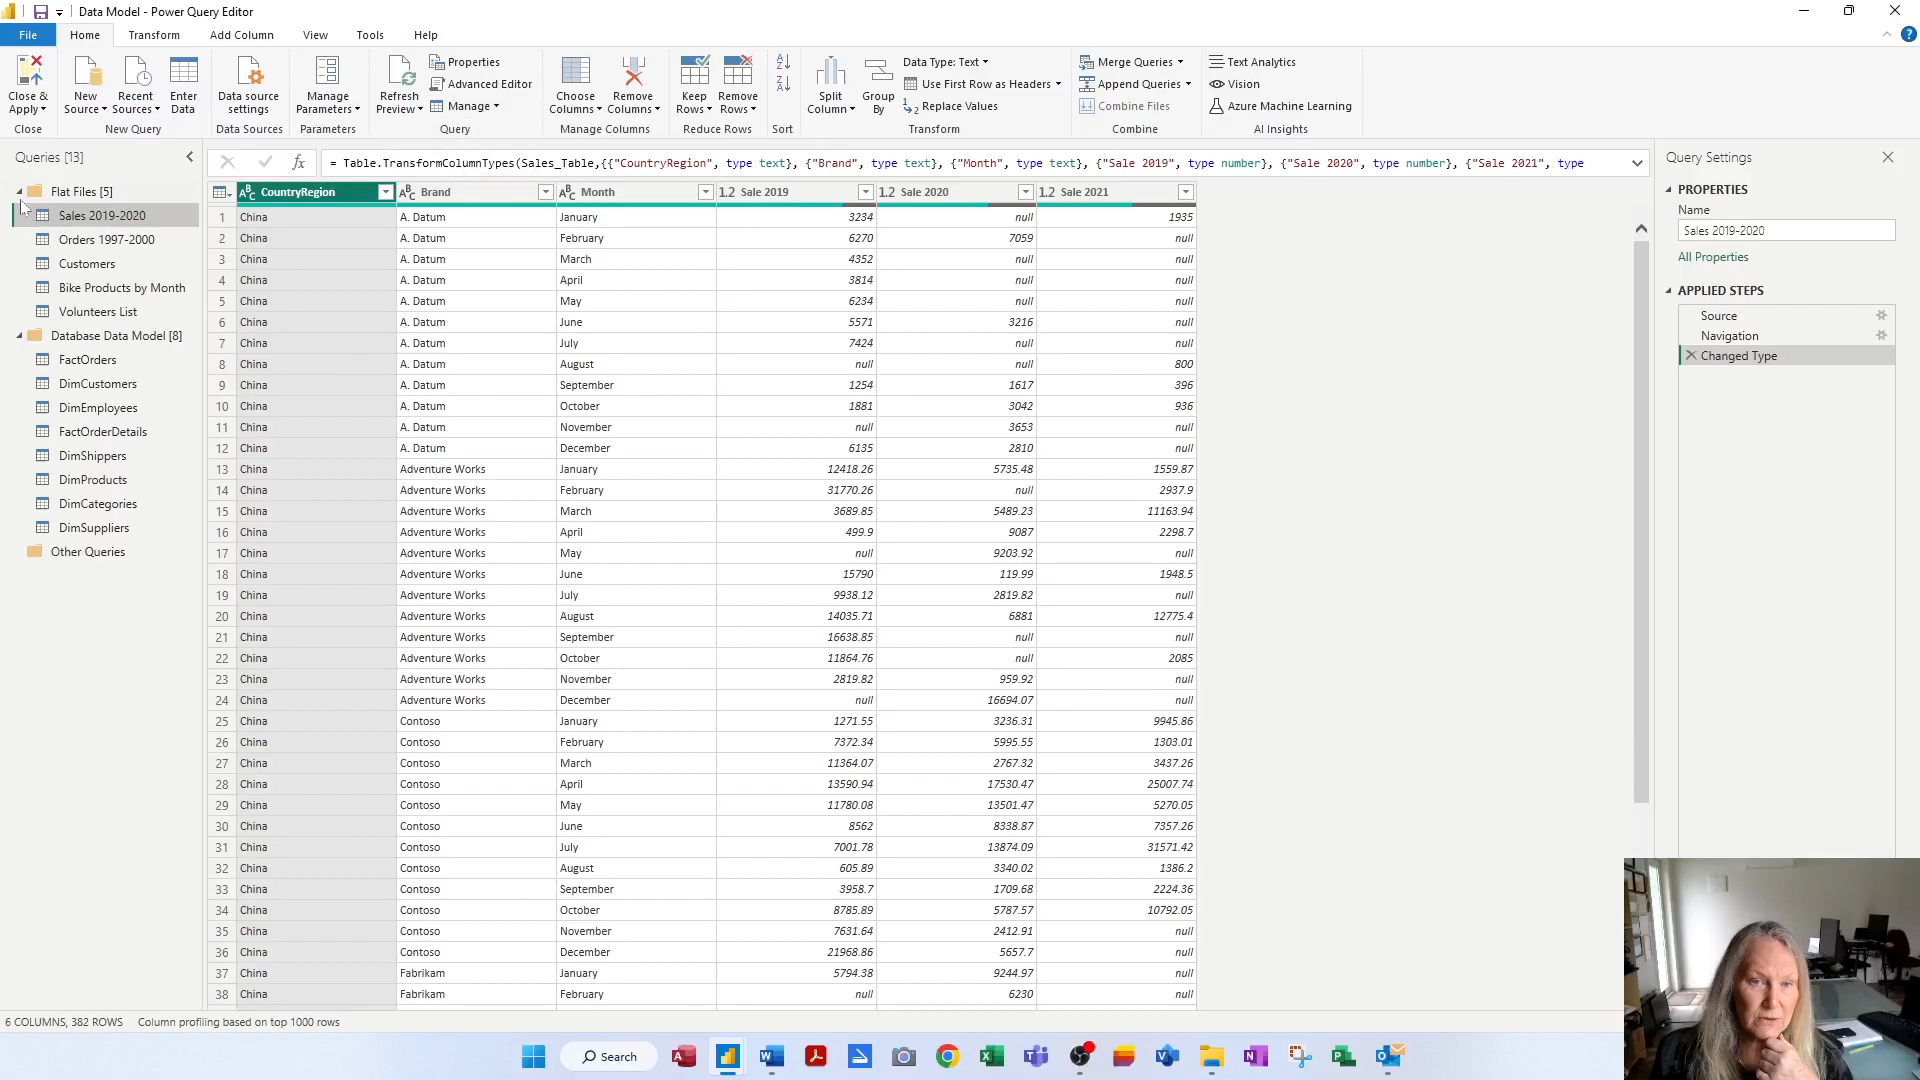 Data Model - Power Query Editor
File Home Transform Add Column View Tools Help
Close & Apply
Close
New Source
Recent Sources
Enter Data
New Query
Data source settings
Data Sources
Manage Parameters
Parameters
Refresh Preview
Properties
Advanced Editor
Manage
Query
Choose Columns
Remove Columns
Manage Columns
Keep Rows
Remove Rows
Reduce Rows
Sort
Split Column
Group By
Data Type: Text
Use First Row as Headers
Replace Values
Transform
Merge Queries
Append Queries
Combine Files
Combine
Text Analytics
Vision
Azure Machine Learning
AI Insights
Queries [13]
Flat Files [5]
Sales 2019-2020
Orders 1997-2000
Customers
Bike Products by Month
Volunteers List
Database Data Model [8]
FactOrders
DimCustomers
DimEmployees
FactOrderDetails
DimShippers
DimProducts
DimCategories
DimSuppliers
Other Queries
fx = Table.TransformColumnTypes(Sales_Table,{{"CountryRegion", type text}, {"Brand", type text}, {"Month", type text}, {"Sale 2019", type number}, {"Sale 2020", type number}, {"Sale 2021", type
CountryRegion Brand Month 1.2 Sale 2019 1.2 Sale 2020 1.2 Sale 2021
1 China A. Datum January 3234 null 1935
2 China A. Datum February 6270 7059 null
3 China A. Datum March 4352 null null
4 China A. Datum April 3814 null null
5 China A. Datum May 6234 null null
6 China A. Datum June 5571 3216 null
7 China A. Datum July 7424 null null
8 China A. Datum August null null 800
9 China A. Datum September 1254 1617 396
10 China A. Datum October 1881 3042 936
11 China A. Datum November null 3653 null
12 China A. Datum December 6135 2810 null
13 China Adventure Works January 12418.26 5735.48 1559.87
14 China Adventure Works February 31770.26 null 2937.9
15 China Adventure Works March 3689.85 5489.23 11163.94
16 China Adventure Works April 499.9 9087 2298.7
17 China Adventure Works May null 9203.92 null
18 China Adventure Works June 15790 119.99 1948.5
19 China Adventure Works July 9938.12 2819.82 null
20 China Adventure Works August 14035.71 6881 12775.4
21 China Adventure Works September 16638.85 null null
22 China Adventure Works October 11864.76 null 2085
23 China Adventure Works November 2819.82 959.92 null
24 China Adventure Works December null 16694.07 null
25 China Contoso January 1271.55 3236.31 9945.86
26 China Contoso February 7372.34 5995.55 1303.01
27 China Contoso March 11364.07 2767.32 3437.26
28 China Contoso April 13590.94 17530.47 25007.74
29 China Contoso May 11780.08 13501.47 5270.05
30 China Contoso June 8562 8338.87 7357.26
31 China Contoso July 7001.78 13874.09 31571.42
32 China Contoso August 605.89 3340.02 1386.2
33 China Contoso September 3958.7 1709.68 2224.36
34 China Contoso October 8785.89 5787.57 10792.05
35 China Contoso November 7631.64 2412.91 null
36 China Contoso December 21968.86 5657.7 null
37 China Fabrikam January 5794.38 9244.97 null
38 China Fabrikam February null 6230 null
Query Settings
PROPERTIES
Name
Sales 2019-2020
All Properties
APPLIED STEPS
Source
Navigation
Changed Type
6 COLUMNS, 382 ROWS Column profiling based on top 1000 rows
Search